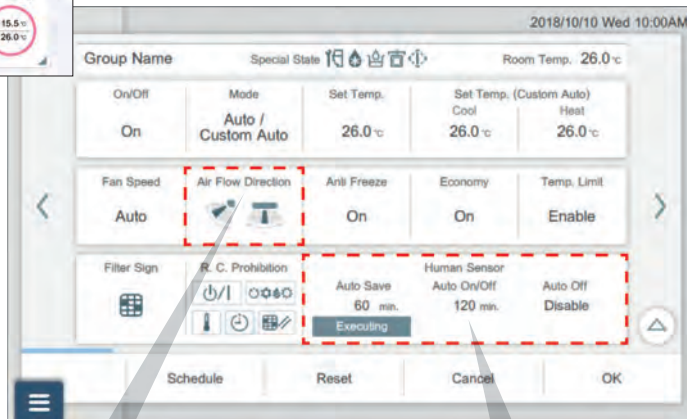 15.5℃
26.0℃
2018/10/10 Wed 10:00AM
Group Name
Special State
Room Temp. 26.0℃
On/Off
On
Mode
Auto /
Custom Auto
Set Temp.
26.0℃
Set Temp. (Custom Auto)
Cool
26.0℃
Heat
26.0℃
Fan Speed
Auto
Air Flow Direction
Anti Freeze
On
Economy
On
Temp. Limit
Enable
Filter Sign
R. C. Prohibition
Human Sensor
Auto Save
60 min.
Executing
Auto On/Off
120 min.
Auto Off
Disable
Schedule
Reset
Cancel
OK